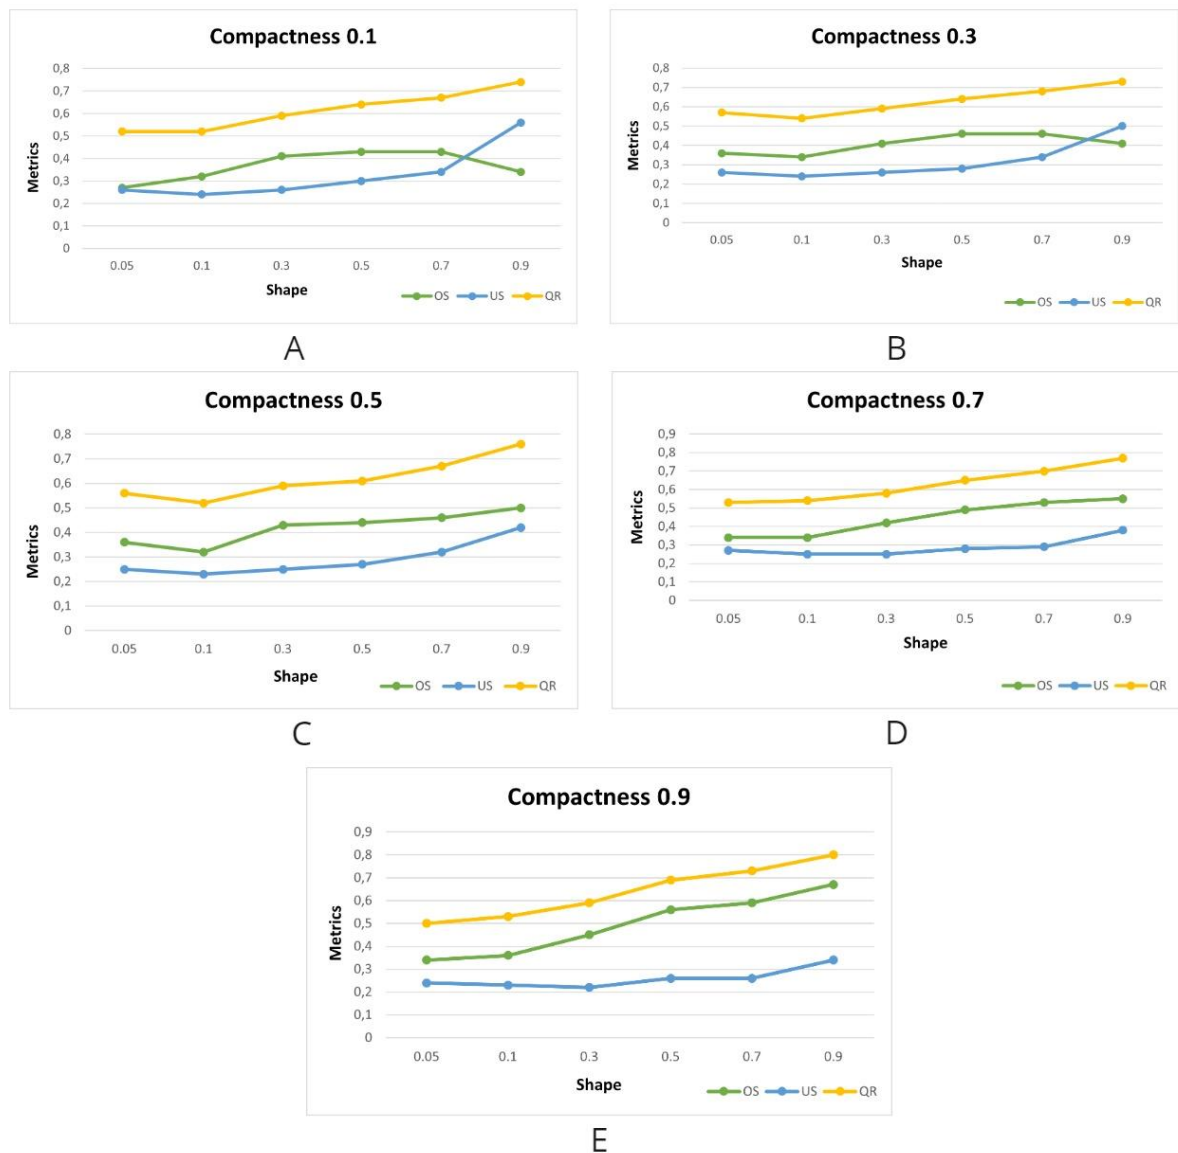 Compactness 0.1
0,8
0,7
0,6
0,5
0,4
0,3
0,2
0,1
0
Metrics
0.05 0.1 0.3 0.5 0.7 0.9
Shape
OS US QR
A
Compactness 0.3
0,8
0,7
0,6
0,5
0,4
0,3
0,2
0,1
0
Metrics
0.05 0.1 0.3 0.5 0.7 0.9
Shape
OS US QR
B
Compactness 0.5
0,8
0,7
0,6
0,5
0,4
0,3
0,2
0,1
0
Metrics
0.05 0.1 0.3 0.5 0.7 0.9
Shape
OS US QR
C
Compactness 0.7
0,9
0,8
0,7
0,6
0,5
0,4
0,3
0,2
0,1
0
Metrics
0.05 0.1 0.3 0.5 0.7 0.9
Shape
OS US QR
D
Compactness 0.9
0,9
0,8
0,7
0,6
0,5
0,4
0,3
0,2
0,1
0
Metrics
0.05 0.1 0.3 0.5 0.7 0.9
Shape
OS US QR
E